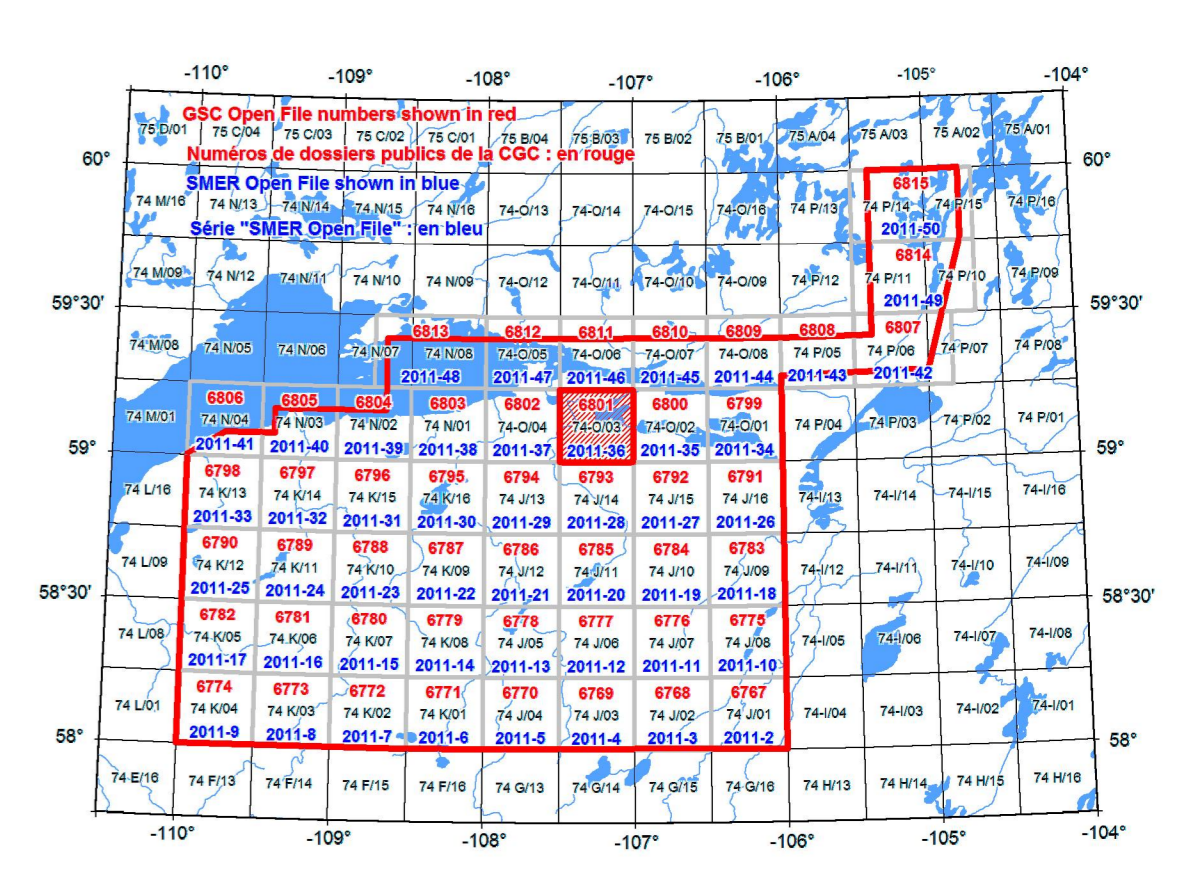 -110° -109° -108° -107° -106° -105° -104°
GSC Open File numbers shown in red
75 D/01 75 C/04 75 C/03 75 C/02 75 C/01 75 B/04 75 B/03 75 B/02 75 B/01 75 A/04 75 A/03 75 A/02 75 A/01
Numéros de dossiers publics de la CGC : en rouge
60° 60°
SMER Open File shown in blue
6815
74 M/16 74 N/13 74 N/14 74 N/15 74 N/16 74-O/13 74-O/14 74-O/15 74-O/16 74 P/13 74 P/14 74 P/15 74 P/16
Série "SMER Open File" : en bleu
2011-50
6814
74 M/09 74 N/12 74 N/11 74 N/10 74 N/09 74-O/12 74-O/11 74-O/10 74-O/09 74 P/12 74 P/11 74 P/10 74 P/09
2011-49
59°30' 59°30'
6813 6812 6811 6810 6809 6808 6807
74 M/08 74 N/05 74 N/06 74 N/07 74 N/08 74-O/05 74-O/06 74-O/07 74-O/08 74 P/05 74 P/06 74 P/07 74 P/08
2011-48 2011-47 2011-46 2011-45 2011-44 2011-43 2011-42
6806 6805 6804 6803 6802 6801 6800 6799
74 M/01 74 N/04 74 N/03 74 N/02 74 N/01 74-O/04 74-O/03 74-O/02 74-O/01 74 P/04 74 P/03 74 P/02 74 P/01
2011-41 2011-40 2011-39 2011-38 2011-37 2011-36 2011-35 2011-34
59° 59°
6798 6797 6796 6795 6794 6793 6792 6791
74 L/16 74 K/13 74 K/14 74 K/15 74 K/16 74 J/13 74 J/14 74 J/15 74 J/16 74-I/13 74-I/14 74-I/15 74-I/16
2011-33 2011-32 2011-31 2011-30 2011-29 2011-28 2011-27 2011-26
6790 6789 6788 6787 6786 6785 6784 6783
74 L/09 74 K/12 74 K/11 74 K/10 74 K/09 74 J/12 74 J/11 74 J/10 74 J/09 74-I/12 74-I/11 74-I/10 74-I/09
2011-25 2011-24 2011-23 2011-22 2011-21 2011-20 2011-19 2011-18
58°30' 58°30'
6782 6781 6780 6779 6778 6777 6776 6775
74 L/08 74 K/05 74 K/06 74 K/07 74 K/08 74 J/05 74 J/06 74 J/07 74 J/08 74-I/05 74-I/06 74-I/07 74-I/08
2011-17 2011-16 2011-15 2011-14 2011-13 2011-12 2011-11 2011-10
6774 6773 6772 6771 6770 6769 6768 6767
74 L/01 74 K/04 74 K/03 74 K/02 74 K/01 74 J/04 74 J/03 74 J/02 74 J/01 74-I/04 74-I/03 74-I/02 74-I/01
2011-9 2011-8 2011-7 2011-6 2011-5 2011-4 2011-3 2011-2
58° 58°
74-E/16 74 F/13 74 F/14 74 F/15 74 F/16 74 G/13 74 G/14 74 G/15 74 G/16 74 H/13 74 H/14 74 H/15 74 H/16
-110° -109° -108° -107° -106° -105° -104°